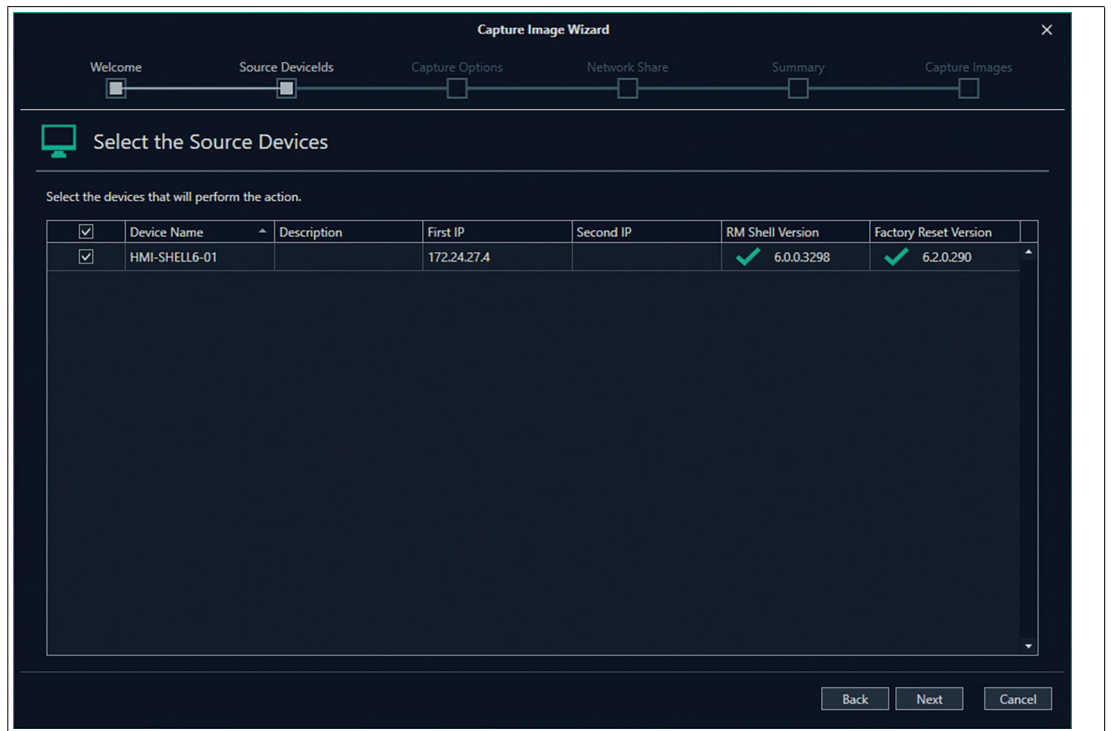 Capture Image Wizard
Welcome Source DeviceIds Capture Options Network Share Summary Capture Images
Select the Source Devices
Select the devices that will perform the action.
Device Name Description First IP Second IP RM Shell Version Factory Reset Version
HMI-SHELL6-01 172.24.27.4 6.0.0.3298 6.2.0.290
Back Next Cancel